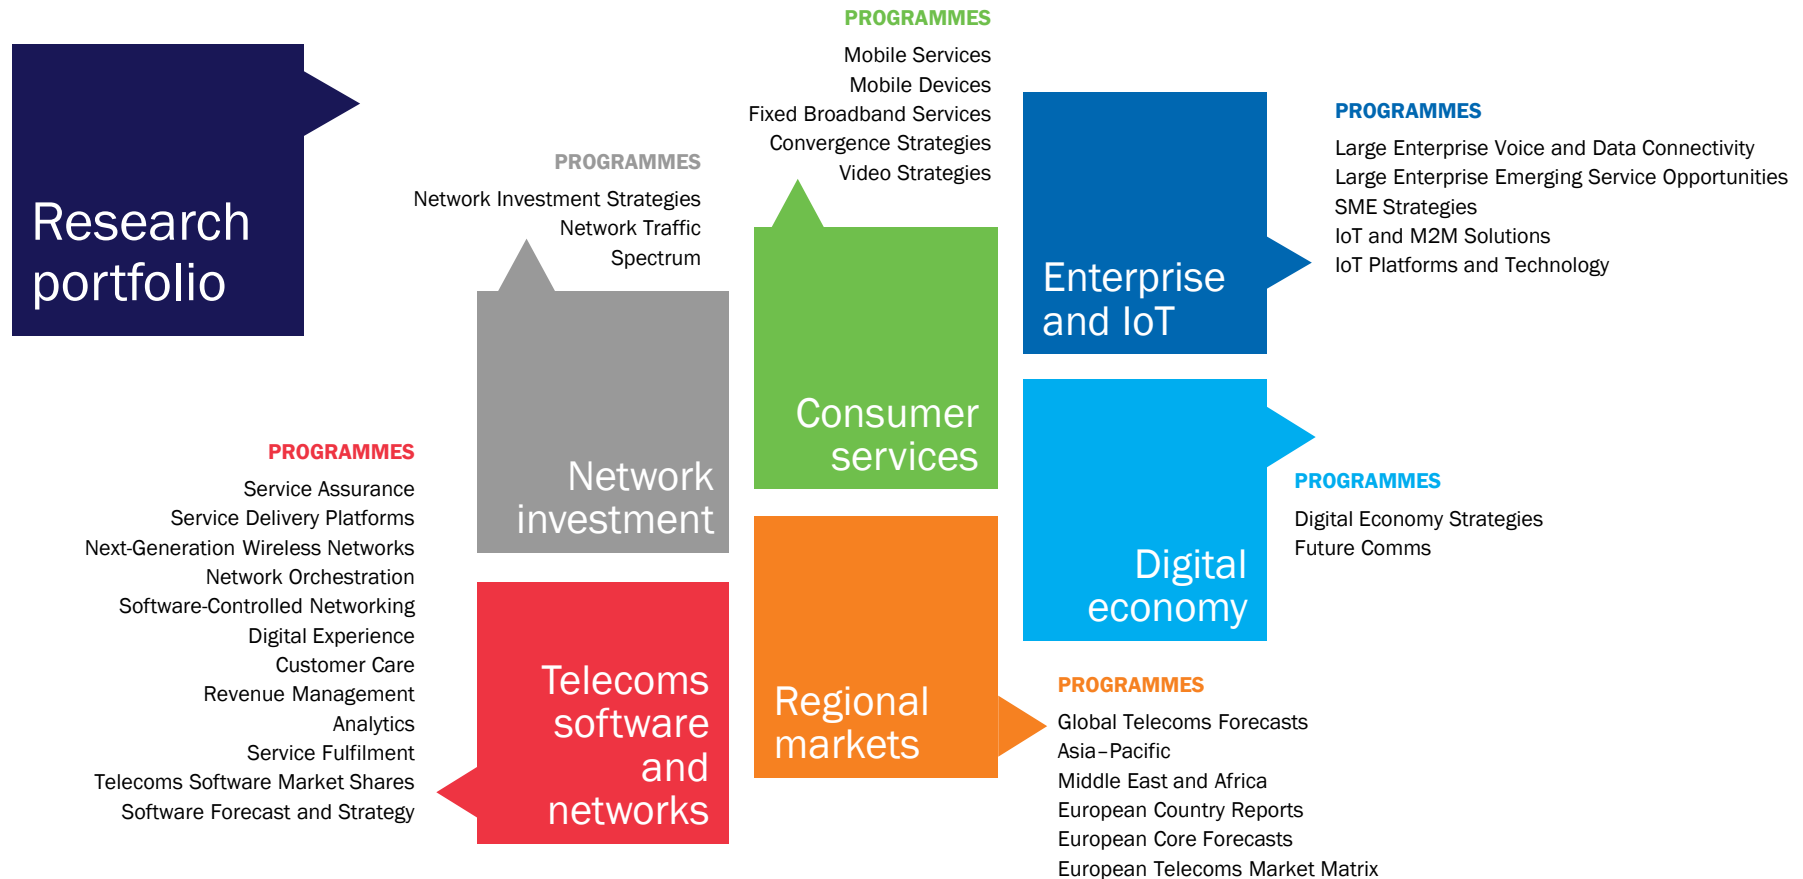 Research
portfolio
PROGRAMMES
Network Investment Strategies
Network Traffic
Spectrum
Network
investment
PROGRAMMES
Mobile Services
Mobile Devices
Fixed Broadband Services
Convergence Strategies
Video Strategies
Consumer
services
Enterprise
and IoT
PROGRAMMES
Large Enterprise Voice and Data Connectivity
Large Enterprise Emerging Service Opportunities
SME Strategies
IoT and M2M Solutions
IoT Platforms and Technology
PROGRAMMES
Service Assurance
Service Delivery Platforms
Next-Generation Wireless Networks
Network Orchestration
Software-Controlled Networking
Digital Experience
Customer Care
Revenue Management
Analytics
Service Fulfilment
Telecoms Software Market Shares
Software Forecast and Strategy
Telecoms
software
and
networks
Regional
markets
PROGRAMMES
Global Telecoms Forecasts
Asia–Pacific
Middle East and Africa
European Country Reports
European Core Forecasts
European Telecoms Market Matrix
Digital
economy
PROGRAMMES
Digital Economy Strategies
Future Comms